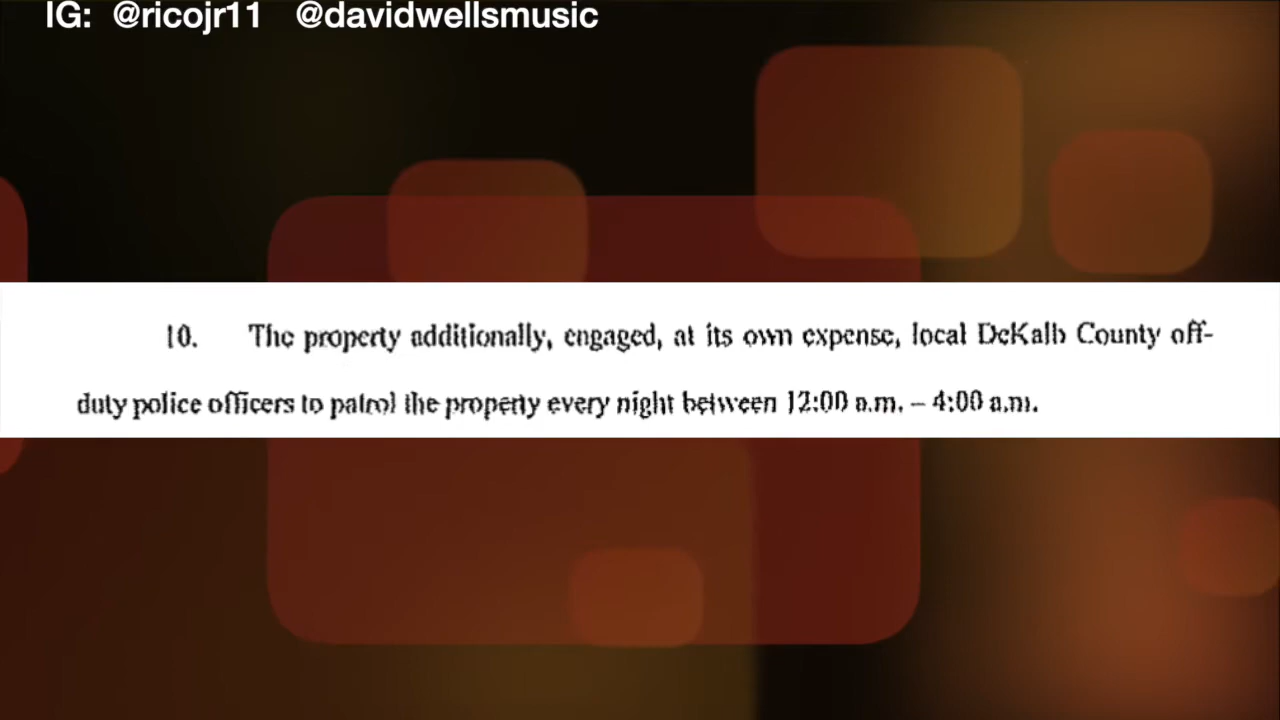 IG: @ricojr11 @davidwellsmusic
10. The property additionally, engaged, at its own expense, local DeKalb County off-
duty police officers to patrol the property every night between 12:00 a.m. – 4:00 a.m.